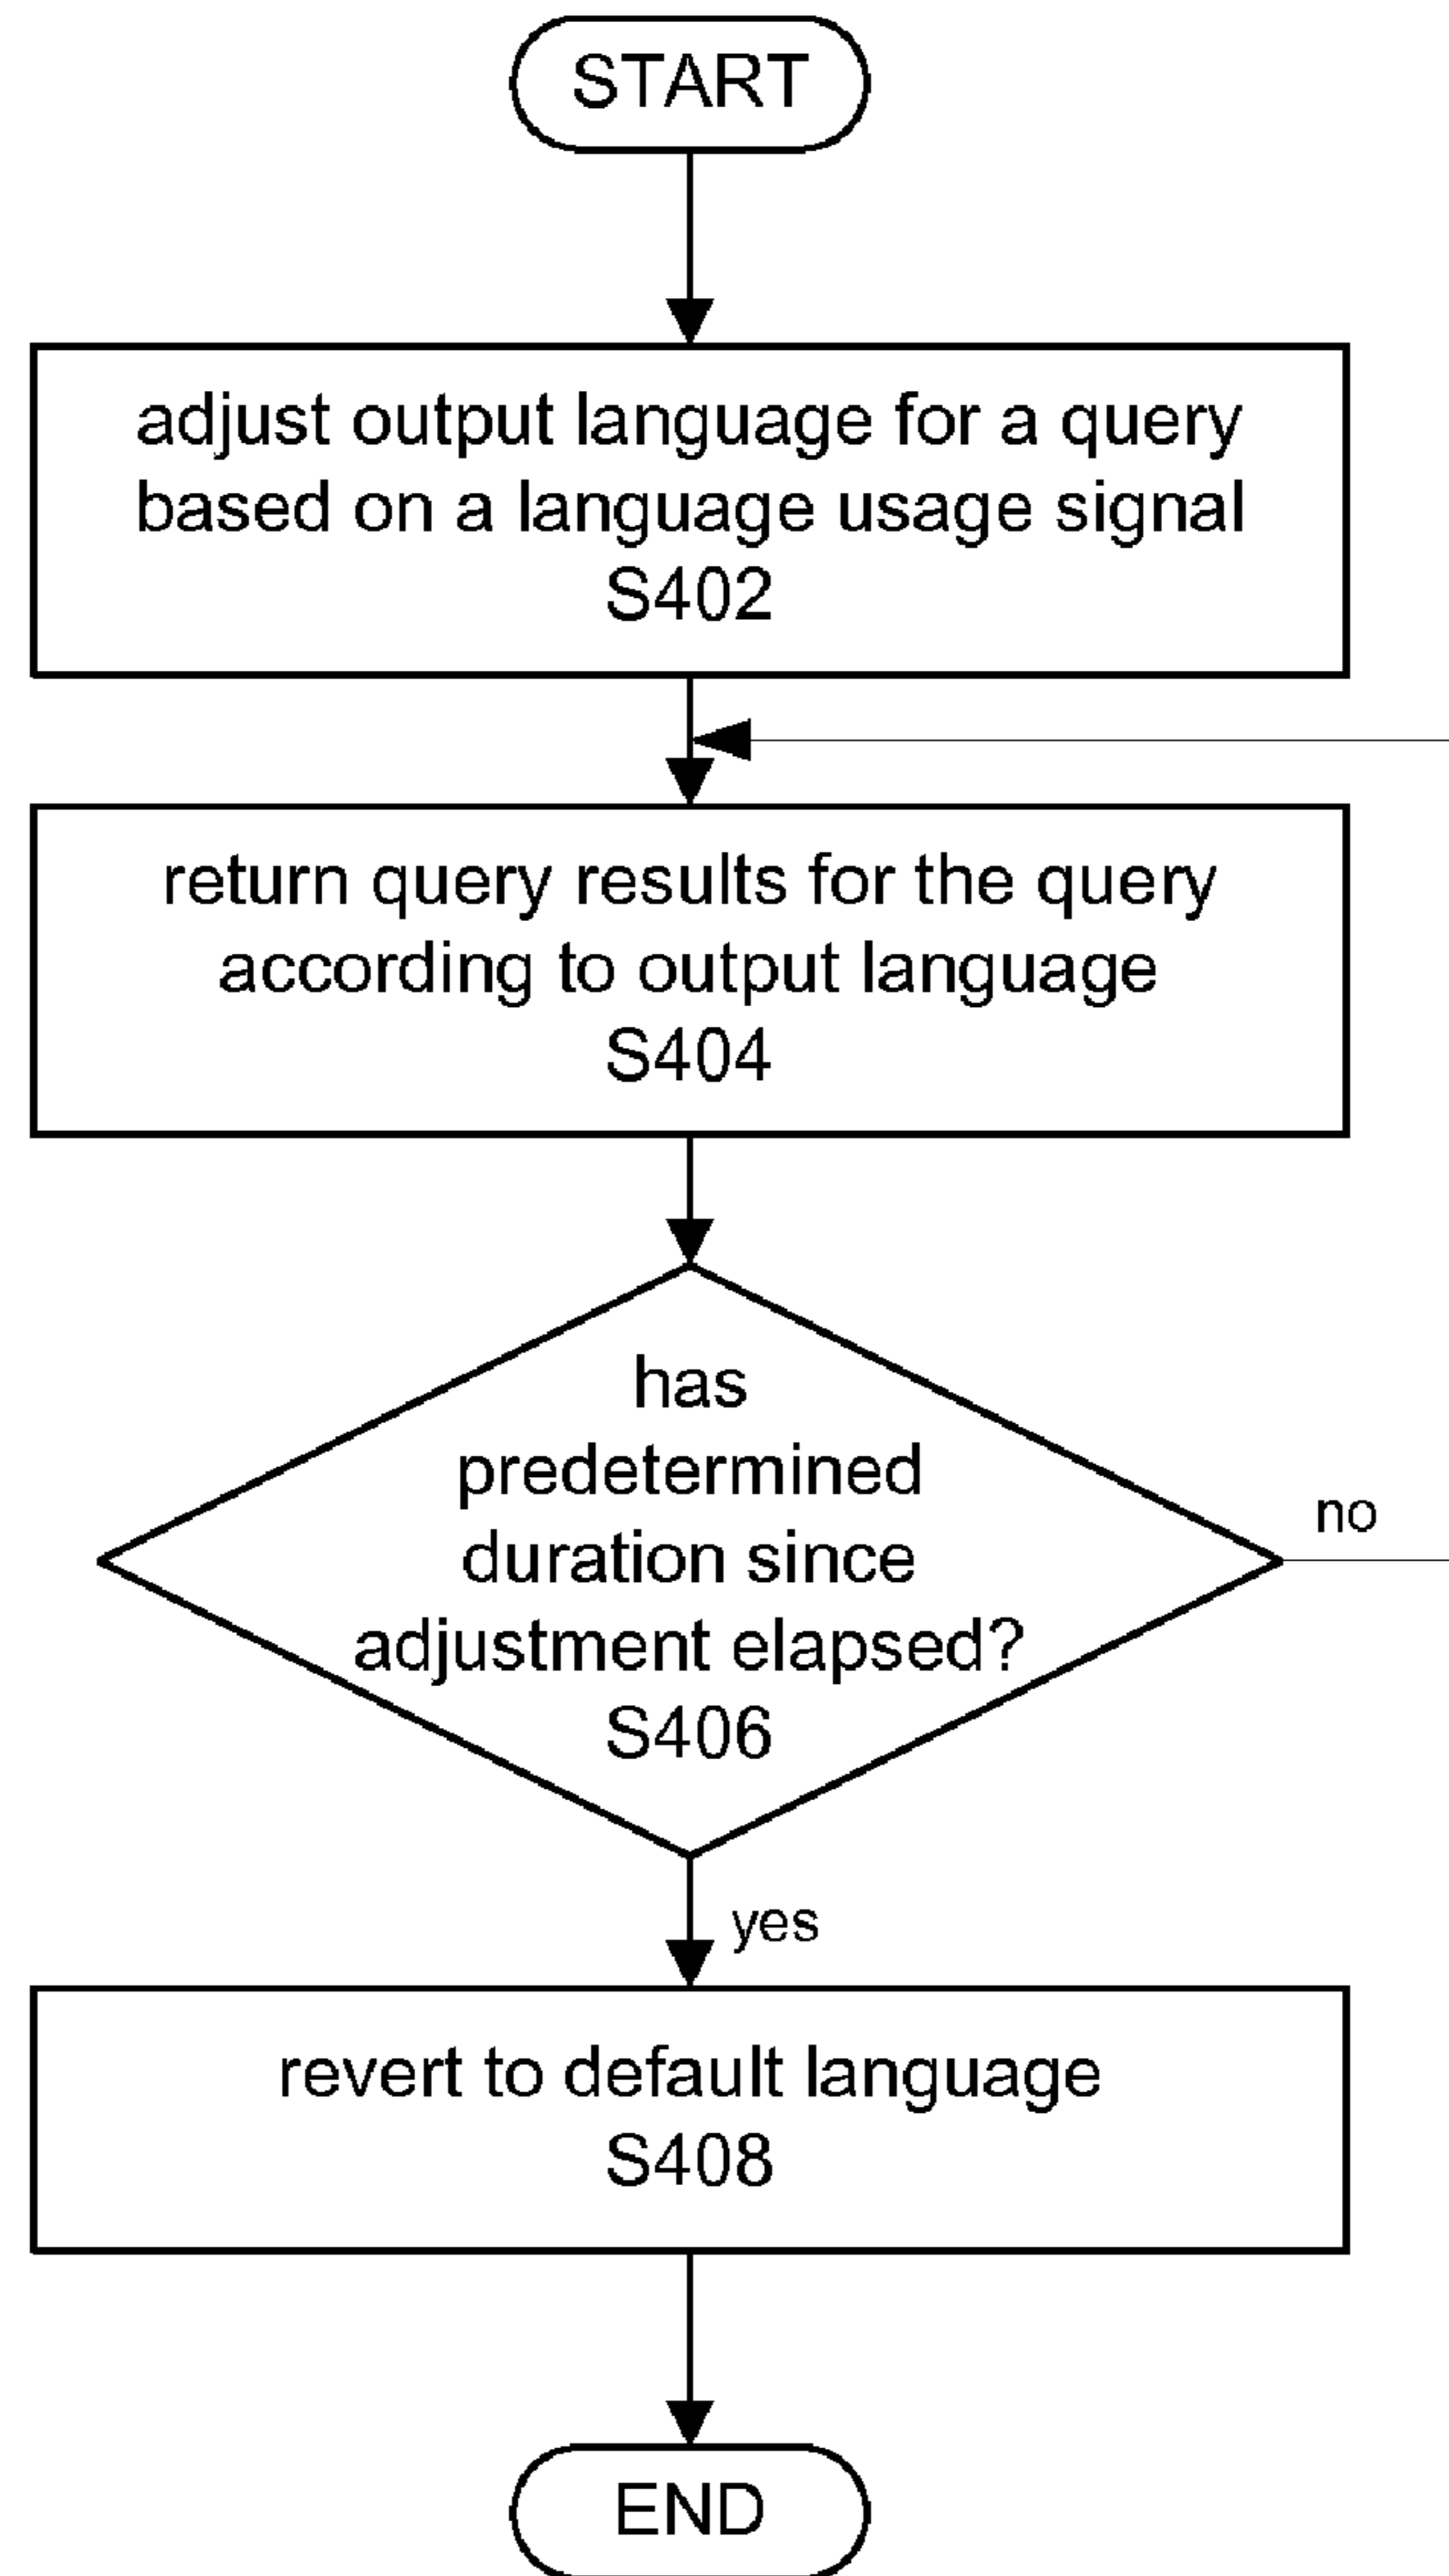 START
adjust output language for a query
based on a language usage signal
S402
return query results for the query
according to output language
S404
has
predetermined
duration since
adjustment elapsed?
S406
no
yes
revert to default language
S408
END